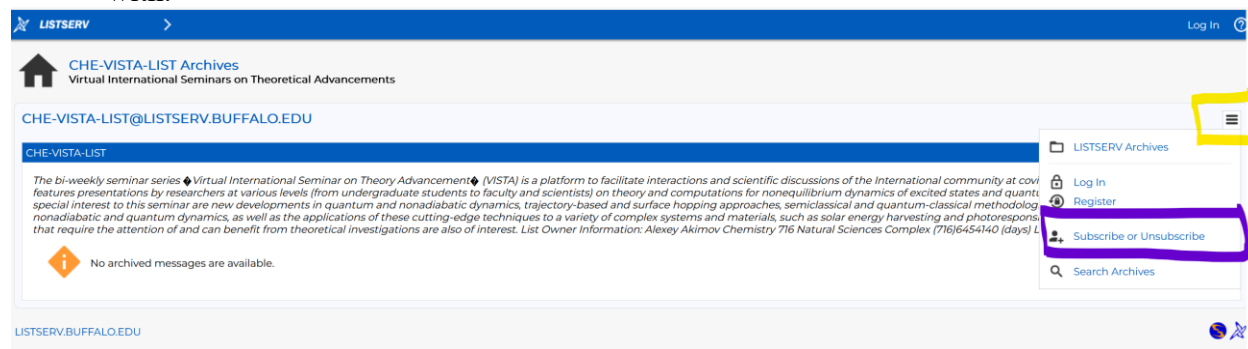 LISTSERV
Log In
CHE-VISTA-LIST Archives
Virtual International Seminars on Theoretical Advancements
CHE-VISTA-LIST@LISTSERV.BUFFALO.EDU
CHE-VISTA-LIST
The bi-weekly seminar series �Virtual International Seminar on Theory Advancement� (VISTA) is a platform to facilitate interactions and scientific discussions of the International community at covi
features presentations by researchers at various levels (from undergraduate students to faculty and scientists) on theory and computations for nonequilibrium dynamics of excited states and quantu
special interest to this seminar are new developments in quantum and nonadiabatic dynamics, trajectory-based and surface hopping approaches, semiclassical and quantum-classical methodolog
nonadiabatic and quantum dynamics, as well as the applications of these cutting-edge techniques to a variety of complex systems and materials, such as solar energy harvesting and photorespons
that require the attention of and can benefit from theoretical investigations are also of interest. List Owner Information: Alexey Akimov Chemistry 716 Natural Sciences Complex (716)6454140 (days) L
No archived messages are available.
LISTSERV Archives
Log In
Register
Subscribe or Unsubscribe
Search Archives
LISTSERV.BUFFALO.EDU